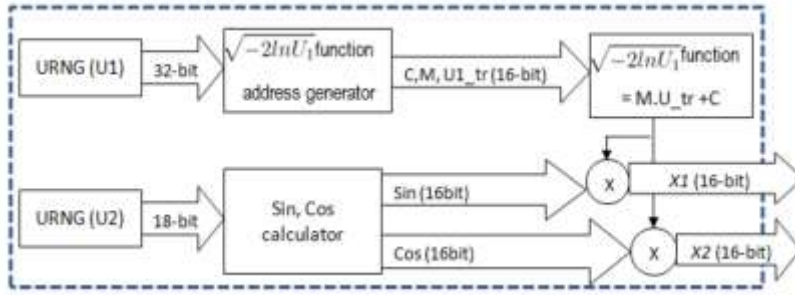 URNG (U1)
32-bit
√−2lnU₁ function
address generator
C,M, U1_tr (16-bit)
√−2lnU₁ function
= M.U_tr +C
URNG (U2)
18-bit
Sin, Cos
calculator
Sin (16bit)
X
X1 (16-bit)
Cos (16bit)
X
X2 (16-bit)